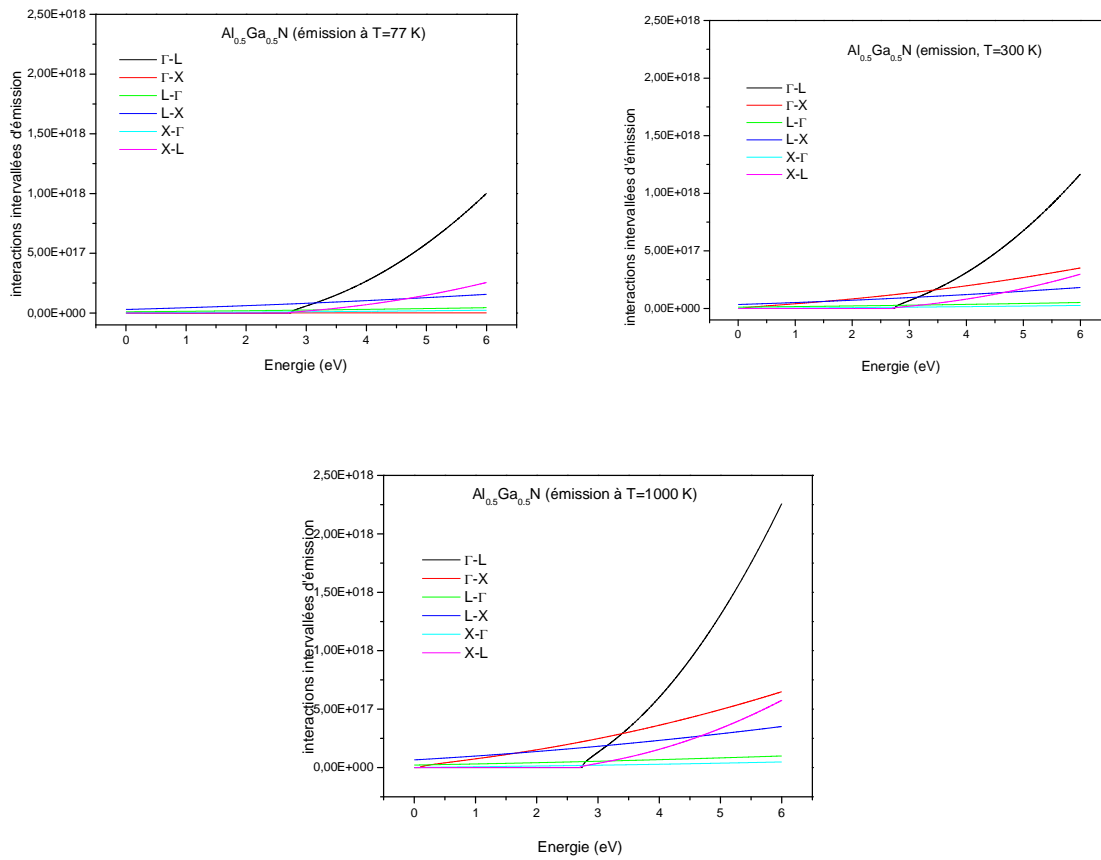 Al0.5Ga0.5N (émission à T=77 K)
Γ-L
Γ-X
L-Γ
L-X
X-Γ
X-L
interactions intervallées d'émission
2,50E+018
2,00E+018
1,50E+018
1,00E+018
5,00E+017
0,00E+000
0 1 2 3 4 5 6
Energie (eV)
Al0.5Ga0.5N (emission, T=300 K)
Γ-L
Γ-X
L-Γ
L-X
X-Γ
X-L
interactions intervallées d'émission
2,50E+018
2,00E+018
1,50E+018
1,00E+018
5,00E+017
0,00E+000
0 1 2 3 4 5 6
Energie (eV)
Al0.5Ga0.5N (émission à T=1000 K)
Γ-L
Γ-X
L-Γ
L-X
X-Γ
X-L
interactions intervallées d'émission
2,50E+018
2,00E+018
1,50E+018
1,00E+018
5,00E+017
0,00E+000
0 1 2 3 4 5 6
Energie (eV)